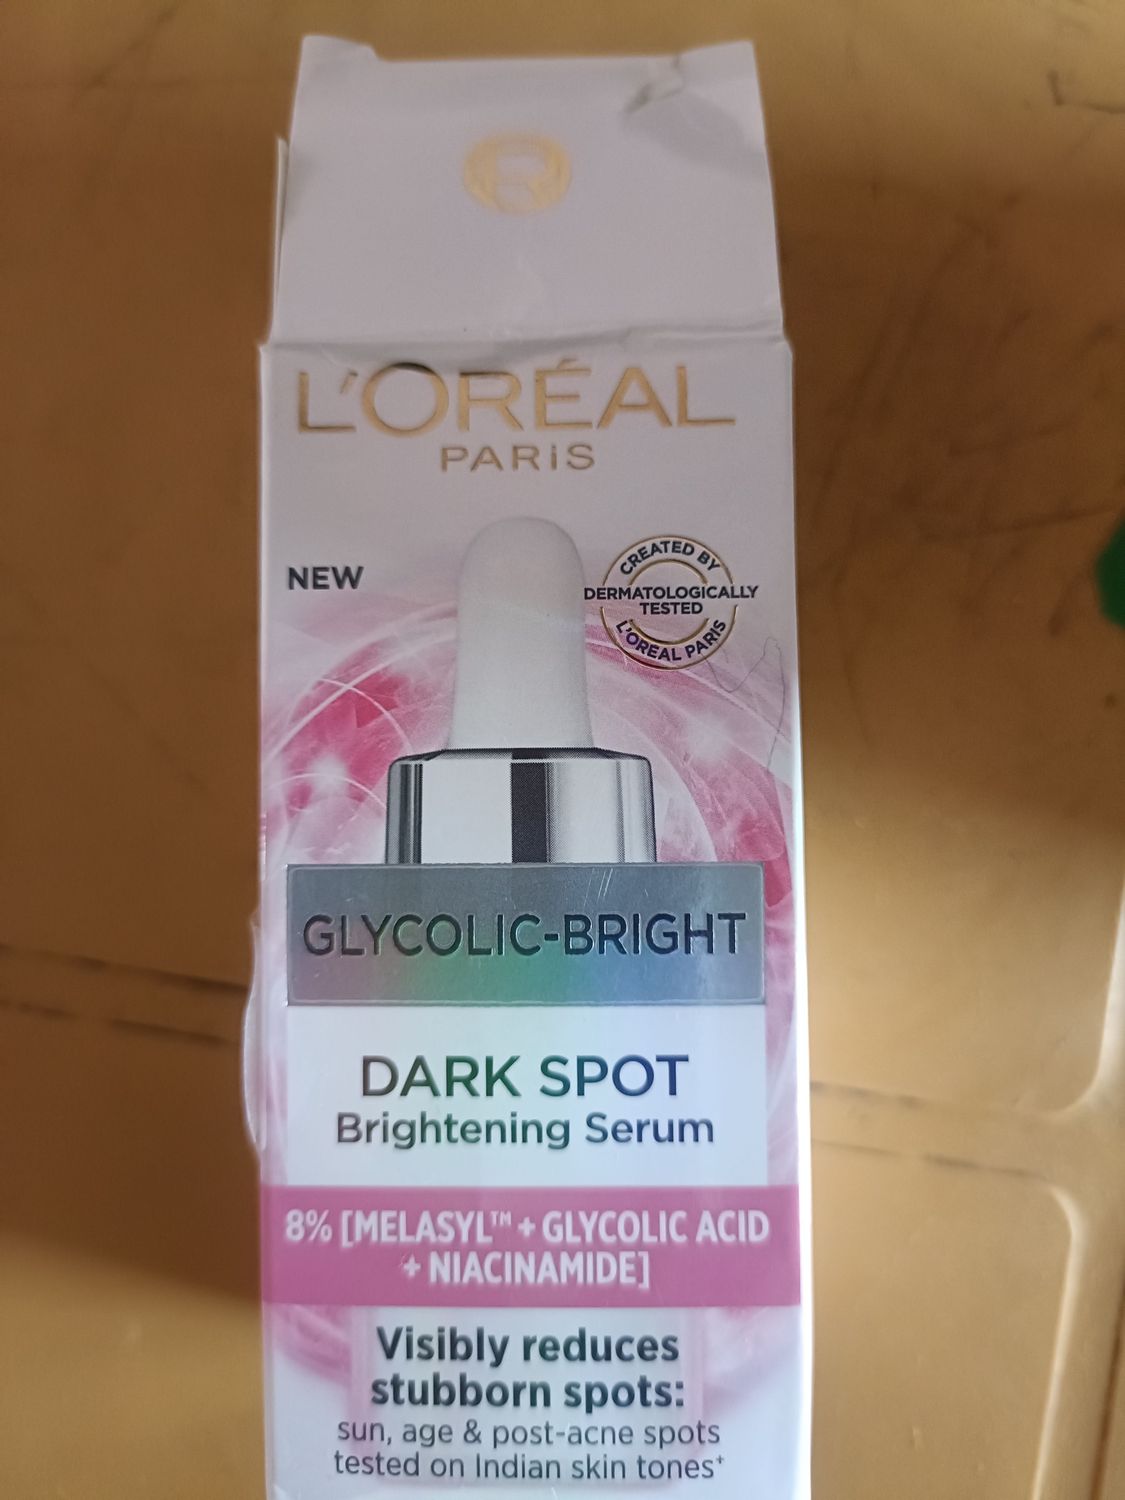 L'ORÉAL
PARiS
NEW
CREATED BY
DERMATOLOGICALLY
TESTED
L'OREAL PARIS
GLYCOLIC-BRIGHT
DARK SPOT
Brightening Serum
8% [MELASYL™ + GLYCOLIC ACID
+ NIACINAMIDE]
Visibly reduces
stubborn spots:
sun, age & post-acne spots
tested on Indian skin tones⁺